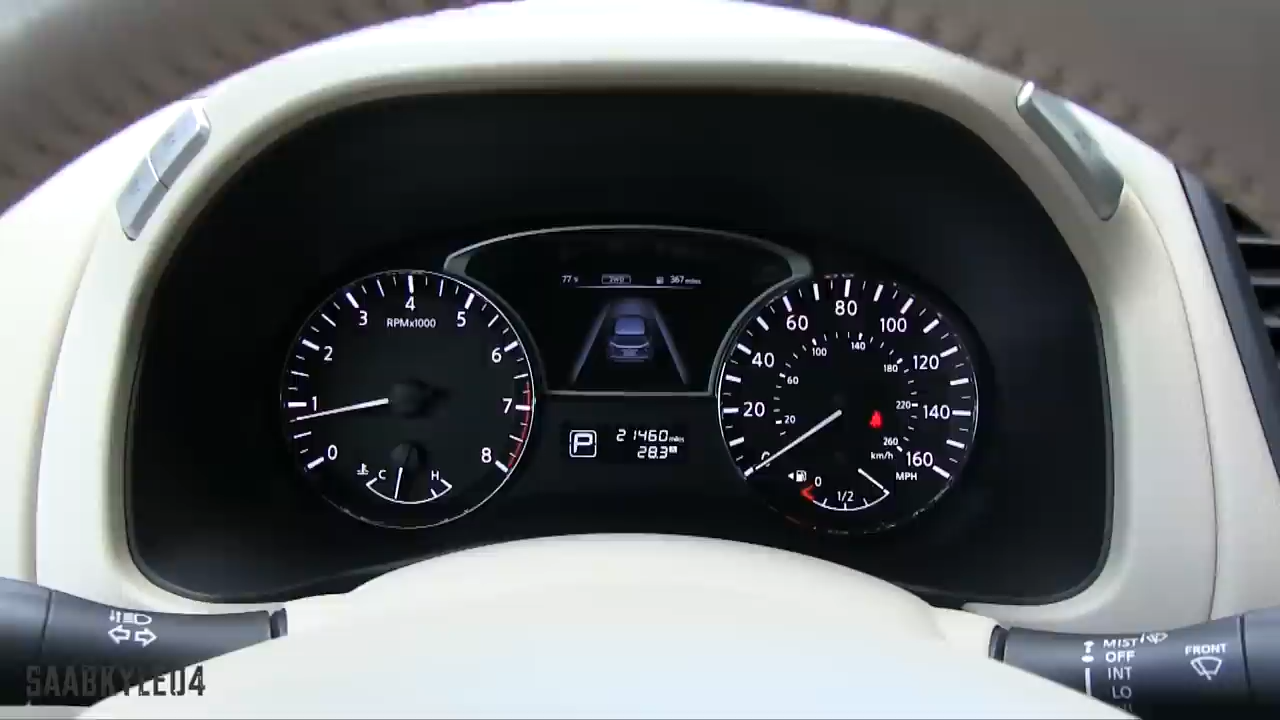 77°F 2WD 367 miles
0 1 2 3 4 5 6 7 8
RPMx1000
C H
P
21460 miles
28.3
0 20 40 60 80 100 120 140 160
20 60 100 140 180 220 260
km/h
MPH
0 1/2
MIST
OFF
INT
LO
FRONT
SAABKYLE04